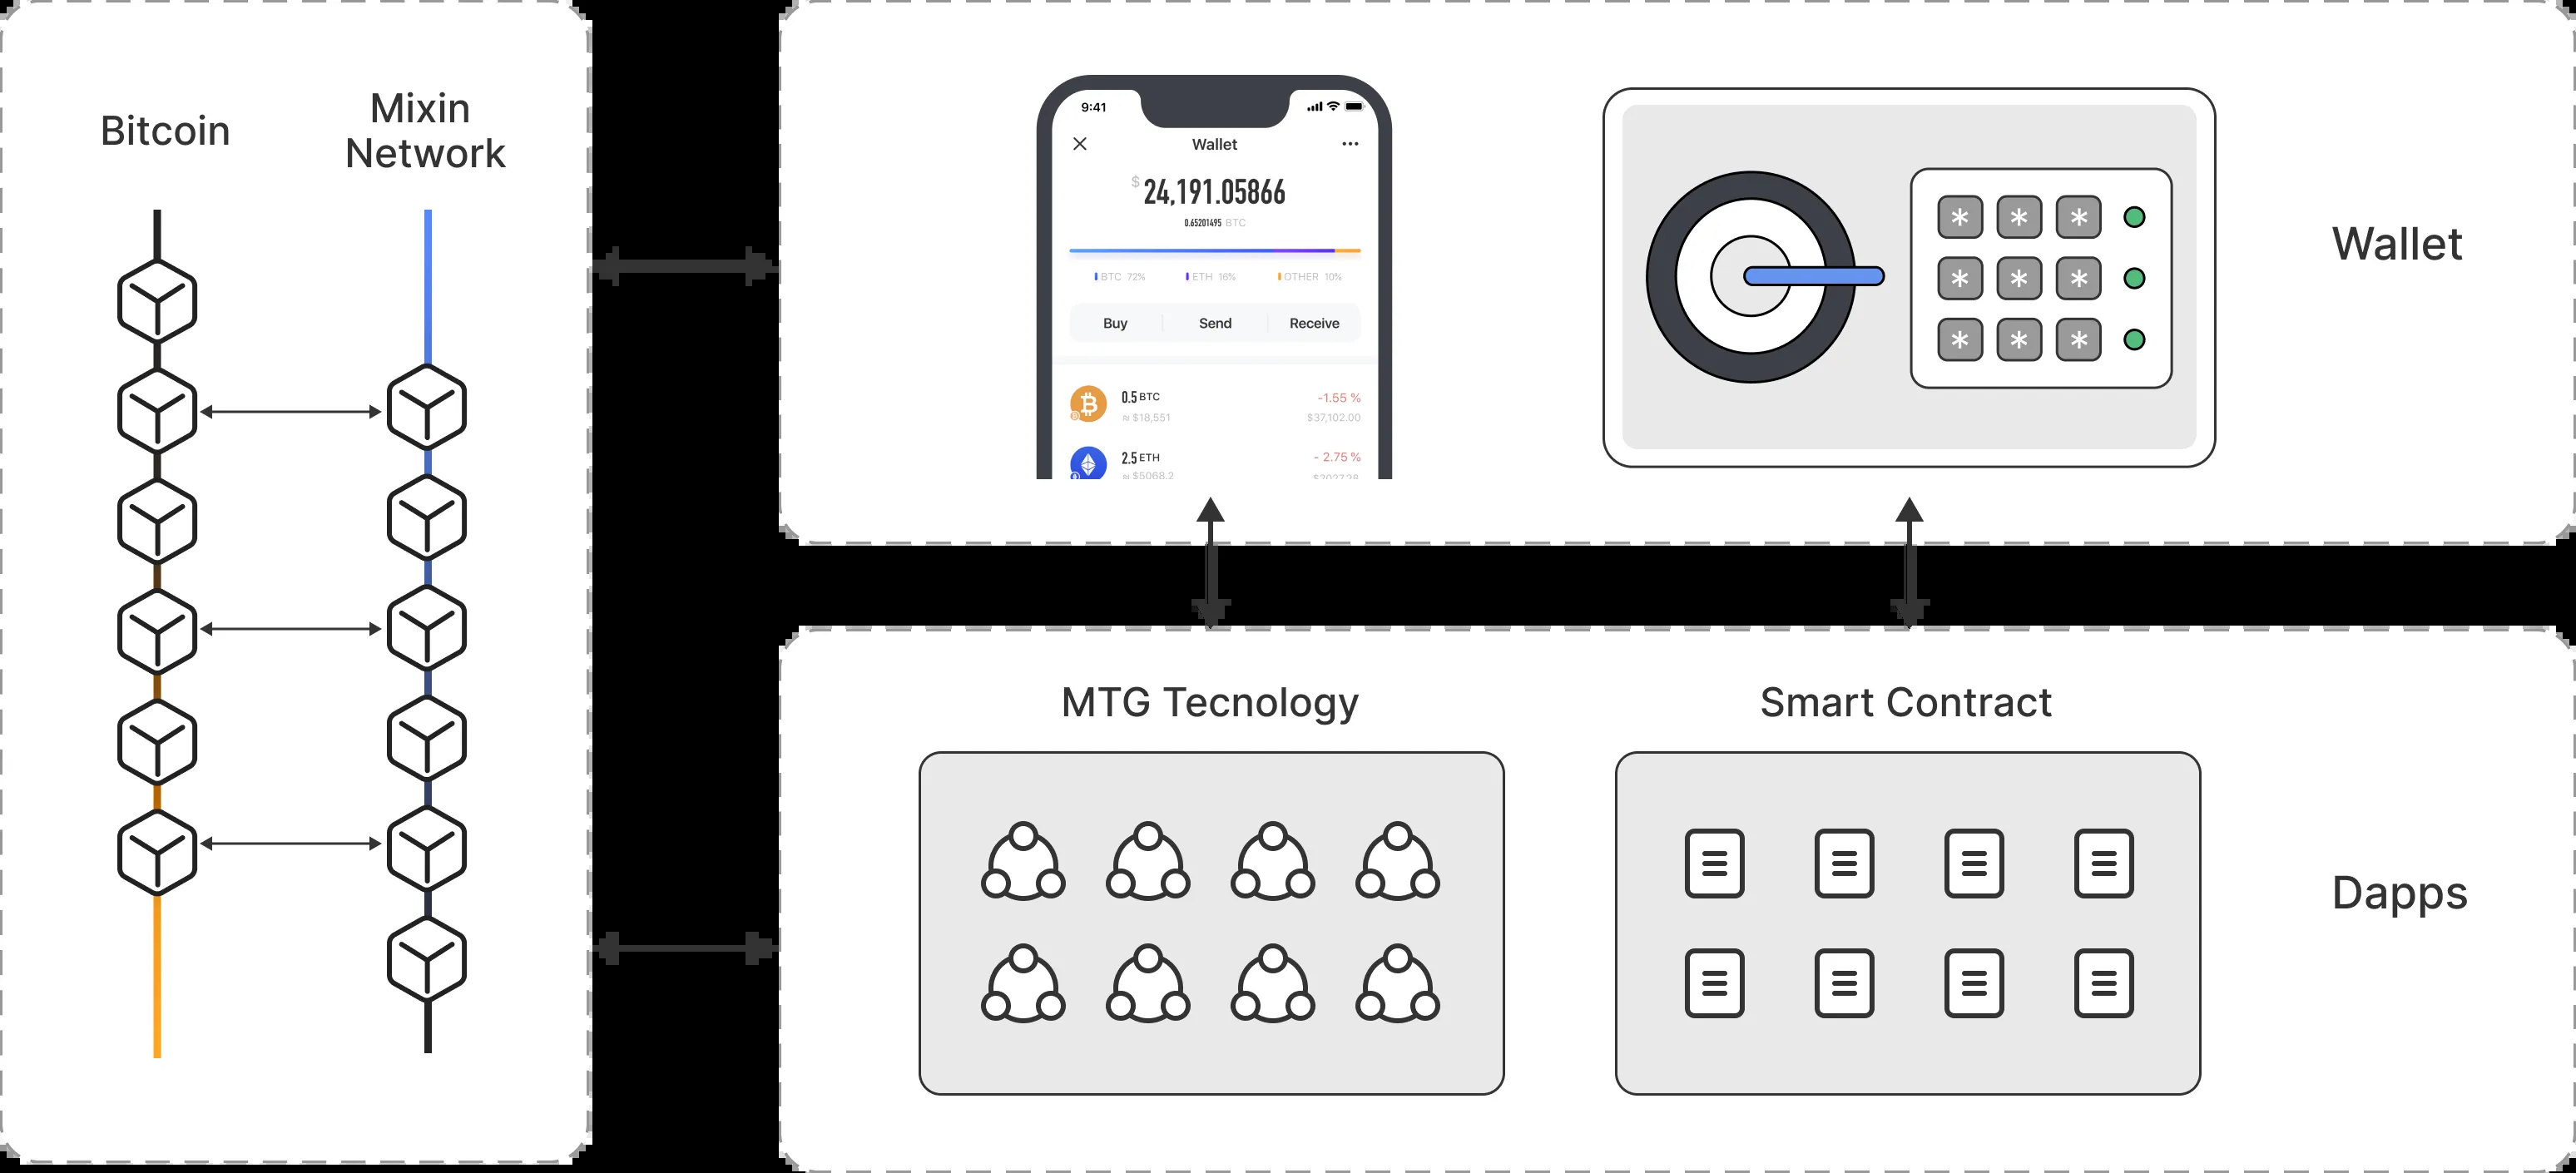 Bitcoin
Mixin
Network
9:41
Wallet
$ 24,191.05866
0.65201495 BTC
BTC 72% ETH 16% OTHER 10%
Buy Send Receive
0.5 BTC -1.55 %
≈ $18,551 $37,102.00
2.5 ETH - 2.75 %
≈ $5068.2 $2027.28
* * *
* * *
* * *
Wallet
MTG Tecnology
Smart Contract
Dapps